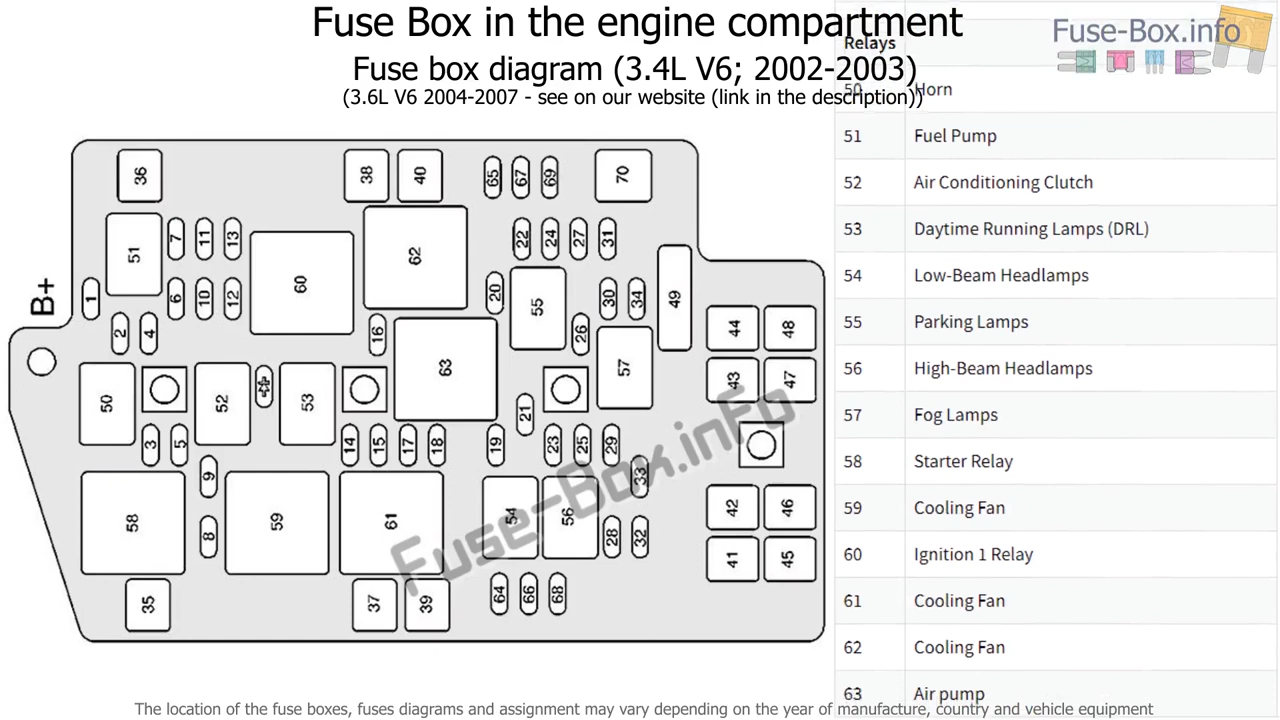 Fuse Box in the engine compartment
Fuse box diagram (3.4L V6; 2002-2003)
(3.6L V6 2004-2007 - see on our website (link in the description))
Fuse-Box.info
Relays
50 Horn
51 Fuel Pump
52 Air Conditioning Clutch
53 Daytime Running Lamps (DRL)
54 Low-Beam Headlamps
55 Parking Lamps
56 High-Beam Headlamps
57 Fog Lamps
58 Starter Relay
59 Cooling Fan
60 Ignition 1 Relay
61 Cooling Fan
62 Cooling Fan
63 Air pump
B+
36 38 40 65 67 69 70
51 7 11 13 60 62 22 24 27 31
1 6 10 12 20 55 30 34 49
2 4 16 63 26 57 44 48
50 52 53 21 43 47
3 5 14 15 17 18 19 23 25 29
9 33
58 59 61 54 56 42 46
8 28 32 41 45
35 37 39 64 66 68
Fuse-Box.info
The location of the fuse boxes, fuses diagrams and assignment may vary depending on the year of manufacture, country and vehicle equipment